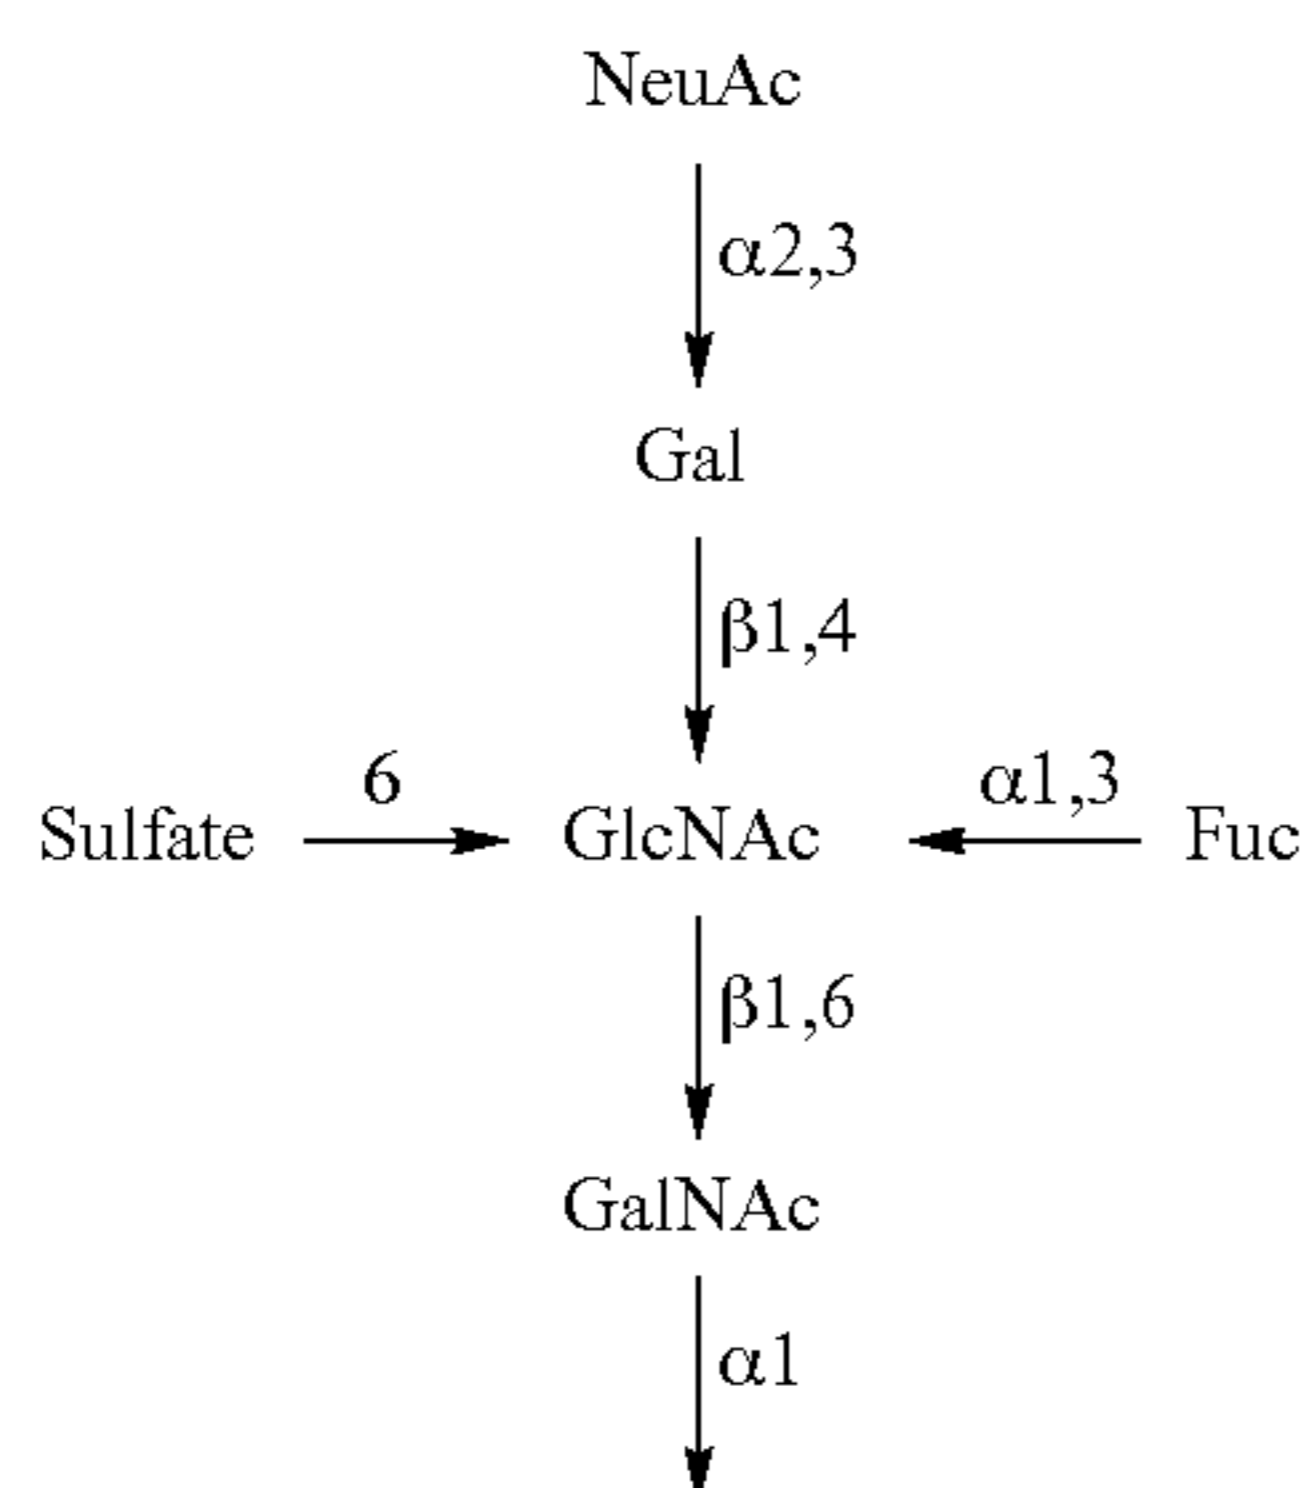 NeuAc
α2,3
Gal
β1,4
6
α1,3
Sulfate
GlcNAc
Fuc
β1,6
GalNAc
α1